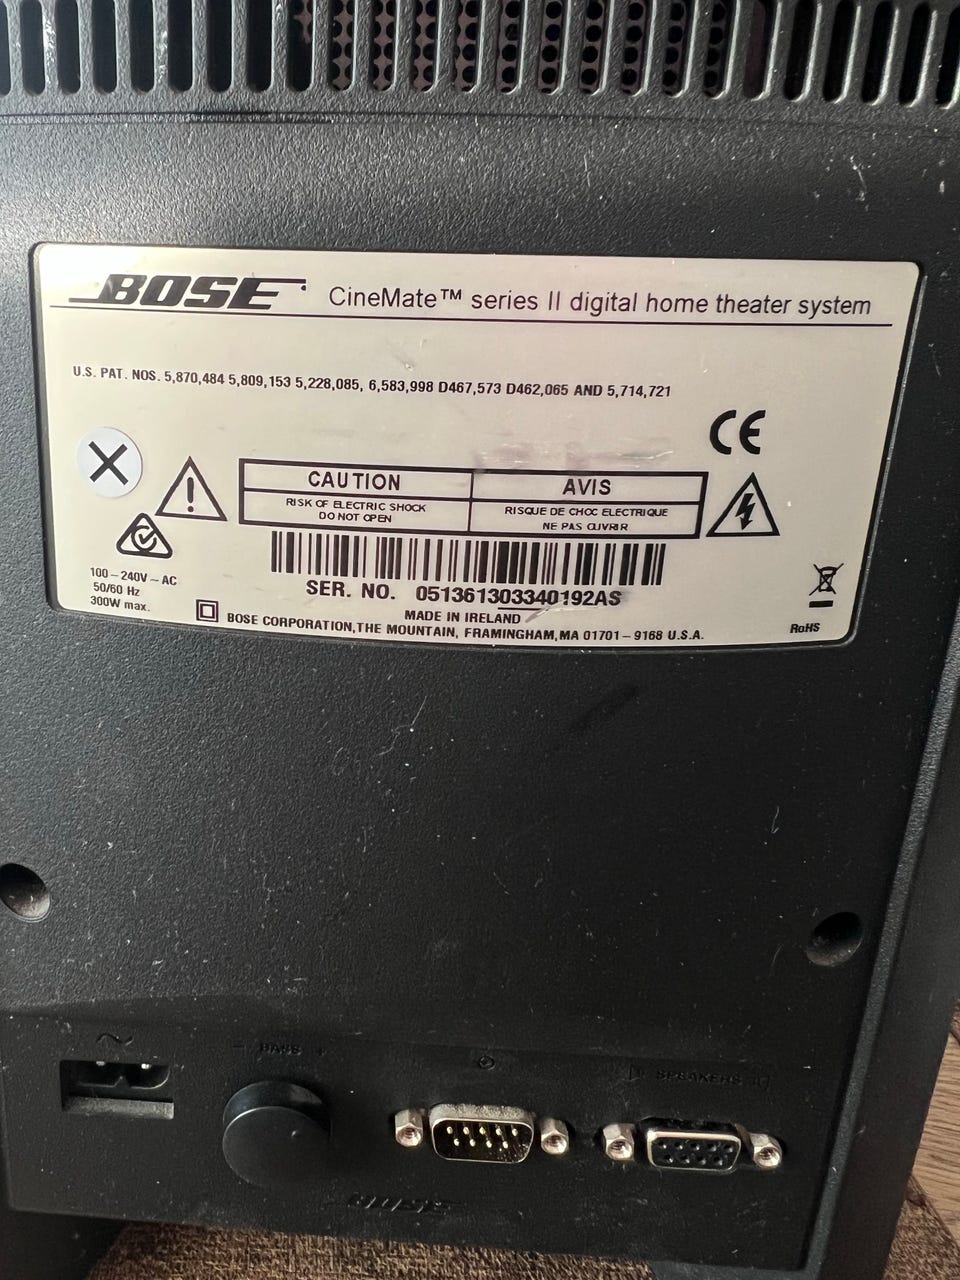 BOSE CineMate™ series II digital home theater system
U.S. PAT. NOS. 5,870,484 5,809,153 5,228,085, 6,583,998 D467,573 D462,065 AND 5,714,721
CE
CAUTION AVIS
RISK OF ELECTRIC SHOCK RISQUE DE CHOC ELECTRIQUE
DO NOT OPEN NE PAS OUVRIR
100–240V ~ AC
50/60 Hz
300W max.
SER. NO. 051361303340192AS
MADE IN IRELAND
BOSE CORPORATION, THE MOUNTAIN, FRAMINGHAM, MA 01701–9168 U.S.A.
RoHS
– BASS +
SPEAKERS
BOSE